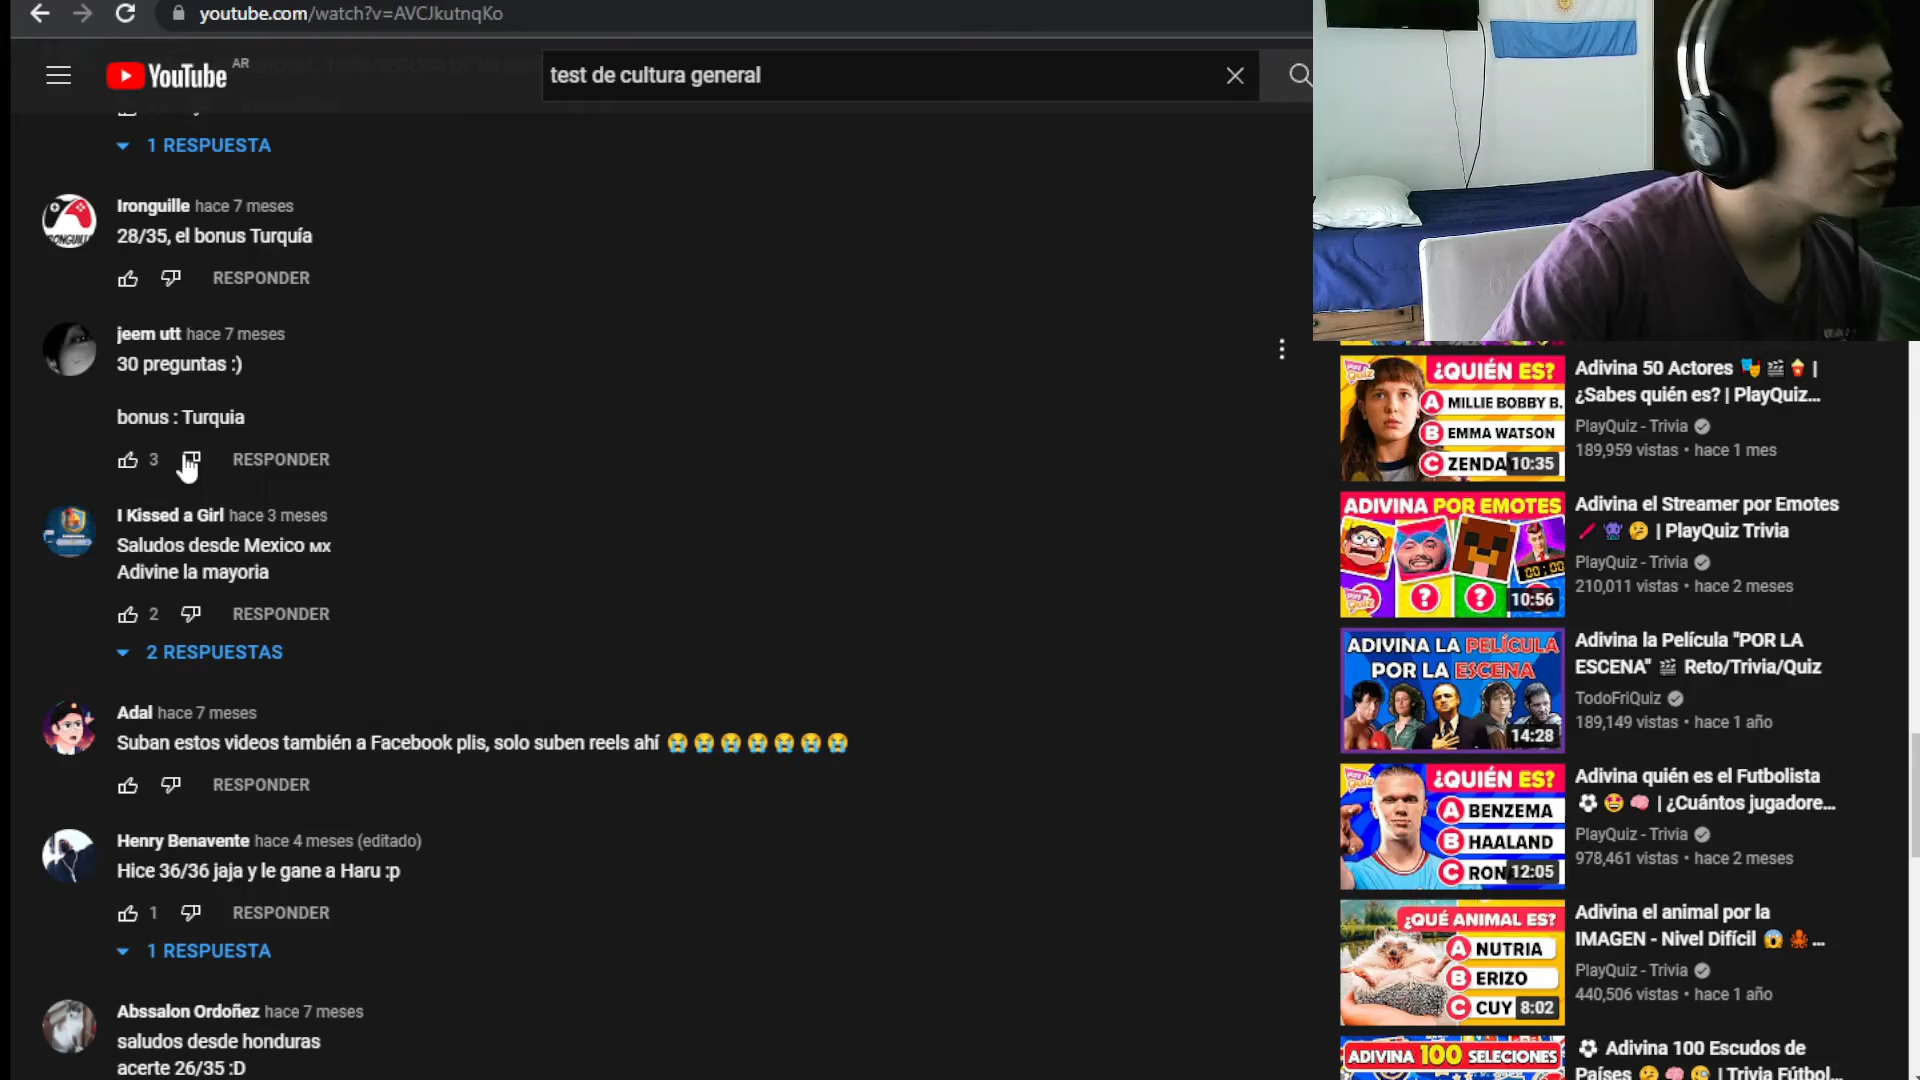 youtube.com/watch?v=AVCJkutnqKo
YouTube AR
test de cultura general
1 RESPUESTA
Ironguille hace 7 meses
28/35, el bonus Turquía
RESPONDER
jeem utt hace 7 meses
30 preguntas :)
bonus : Turquia
3 RESPONDER
I Kissed a Girl hace 3 meses
Saludos desde Mexico MX
Adivine la mayoria
2 RESPONDER
2 RESPUESTAS
Adal hace 7 meses
Suban estos videos también a Facebook plis, solo suben reels ahí 😭😭😭😭😭😭😭
RESPONDER
Henry Benavente hace 4 meses (editado)
Hice 36/36 jaja y le gane a Haru :p
1 RESPONDER
1 RESPUESTA
Abssalon Ordoñez hace 7 meses
saludos desde honduras
acerte 26/35 :D
¿QUIÉN ES?
A MILLIE BOBBY B.
B EMMA WATSON
C ZENDA
10:35
Adivina 50 Actores 🎭 🎬 🍿 |
¿Sabes quién es? | PlayQuiz...
PlayQuiz - Trivia
189,959 vistas • hace 1 mes
ADIVINA POR EMOTES
00:00
? ?
10:56
Adivina el Streamer por Emotes
| PlayQuiz Trivia
PlayQuiz - Trivia
210,011 vistas • hace 2 meses
ADIVINA LA PELÍCULA
POR LA ESCENA
14:28
Adivina la Película "POR LA
ESCENA" 🎬 Reto/Trivia/Quiz
TodoFriQuiz
189,149 vistas • hace 1 año
¿QUIÉN ES?
A BENZEMA
B HAALAND
C RON
12:05
Adivina quién es el Futbolista
⚽ 🤩 🧠 | ¿Cuántos jugadore...
PlayQuiz - Trivia
978,461 vistas • hace 2 meses
¿QUÉ ANIMAL ES?
A NUTRIA
B ERIZO
C CUY
8:02
Adivina el animal por la
IMAGEN - Nivel Difícil 😱 🐙 ...
PlayQuiz - Trivia
440,506 vistas • hace 1 año
ADIVINA 100 SELECIONES
⚽ Adivina 100 Escudos de
Países 🤔 🧠 🧐 | Trivia Fútbol...